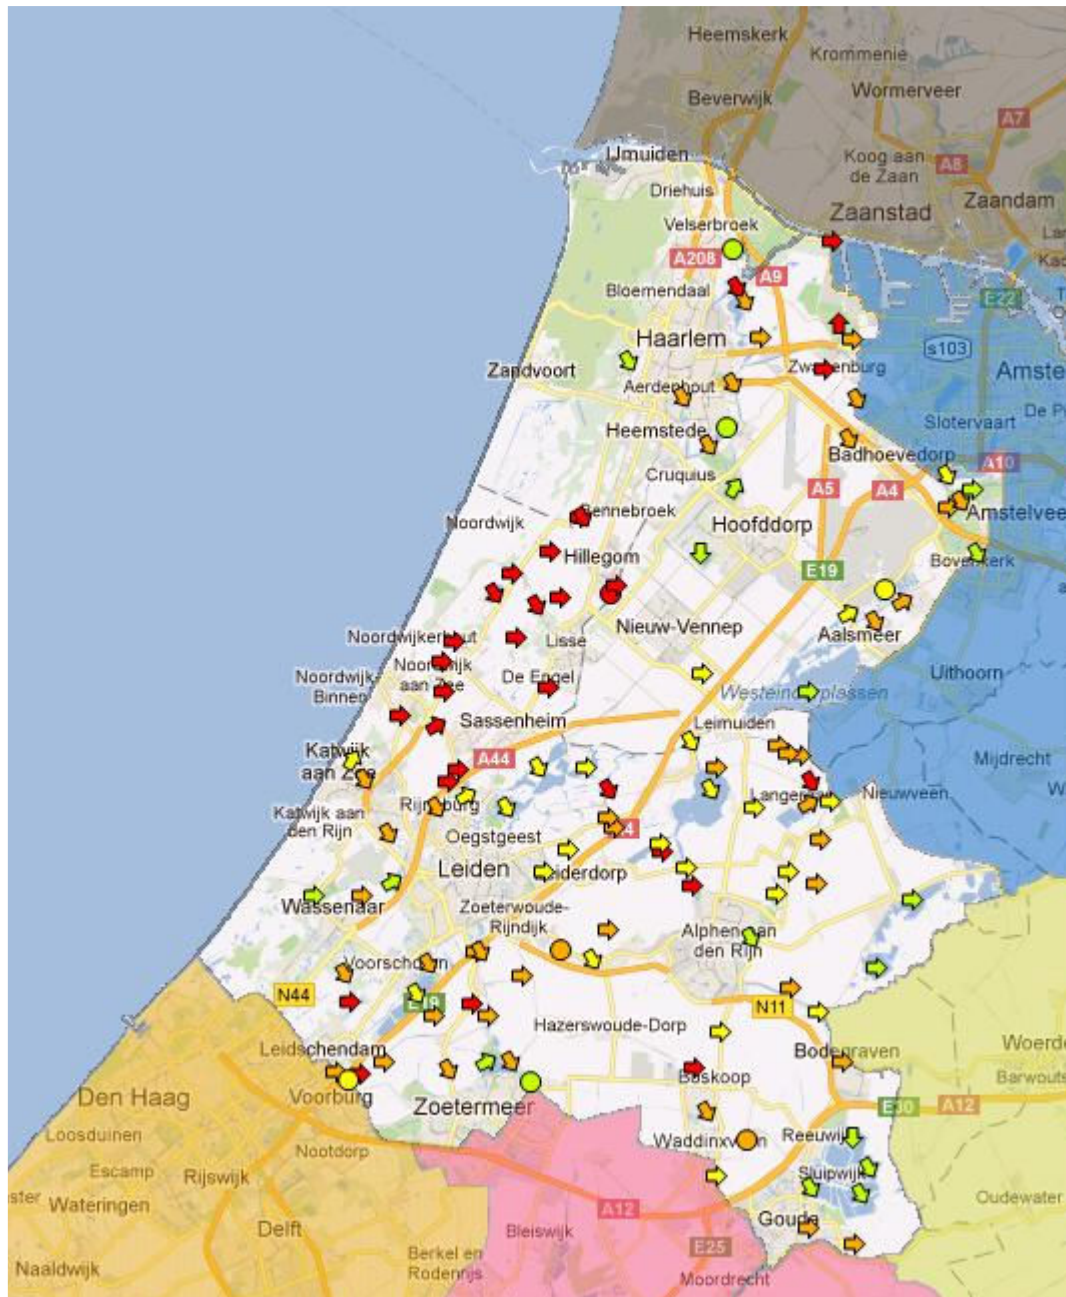 Heemskerk
Krommenie
Wormerveer
Beverwijk
A7
IJmuiden
Koog aan
de Zaan
A8
Driehuis
Zaandam
Zaanstad
Velserbroek
A208
A9
E22
Bloemendaal
Haarlem
s103
Zandvoort
Aerdenhout
De P
Slotervaart
Heemstede
Badhoevedorp
A10
Cruquius
A5
A4
Noordwijk
Bennebroek
Hoofddorp
Hillegom
E19
Bovenkerk
Noordwijkerhout
Lisse
Nieuw-Vennep
Aalsmeer
Noordwijk
aan Zee
Noordwijk-
Binnen
De Engel
Uithoorn
Westeinderplassen
Sassenheim
Leimuiden
Katwijk
aan Zee
A44
Mijdrecht
Nieuwveen
Katwijk aan
den Rijn
Rijnsburg
Oegstgeest
Leiden
Wassenaar
Zoeterwoude-
Rijndijk
Alphen aan
den Rijn
Voorschoten
N44
N11
Hazerswoude-Dorp
Leidschendam
Bodegraven
Den Haag
Voorburg
Zoetermeer
Boskoop
E30
A12
Loosduinen
Nootdorp
Reeuwijk
Escamp
Rijswijk
Sluipwijk
Wateringen
A12
Oudewater
Delft
Bleiswijk
Gouda
E25
Naaldwijk
Berkel en
Rodenrijs
Moordrecht